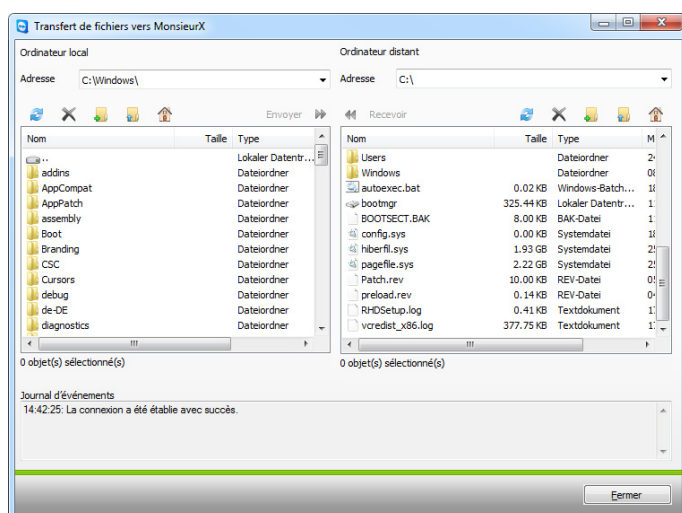 Transfert de fichiers vers MonsieurX
Ordinateur local
Adresse C:\Windows\
Envoyer
Nom Taille Type
.. Lokaler Datentr...
addins Dateiordner
AppCompat Dateiordner
AppPatch Dateiordner
assembly Dateiordner
Boot Dateiordner
Branding Dateiordner
CSC Dateiordner
Cursors Dateiordner
debug Dateiordner
de-DE Dateiordner
diagnostics Dateiordner
0 objet(s) sélectionné(s)
Ordinateur distant
Adresse C:\
Recevoir
Nom Taille Type M
Users Dateiordner
Windows Dateiordner
autoexec.bat 0.02 KB Windows-Batch...
bootmgr 325.44 KB Lokaler Datentr...
BOOTSECT.BAK 8.00 KB BAK-Datei
config.sys 0.00 KB Systemdatei
hiberfil.sys 1.93 GB Systemdatei
pagefile.sys 2.22 GB Systemdatei
Patch.rev 10.00 KB REV-Datei
preload.rev 0.14 KB REV-Datei
RHDSetup.log 0.41 KB Textdokument
vcredist_x86.log 377.75 KB Textdokument
0 objet(s) sélectionné(s)
Journal d'événements
14:42:25: La connexion a été établie avec succès.
Fermer